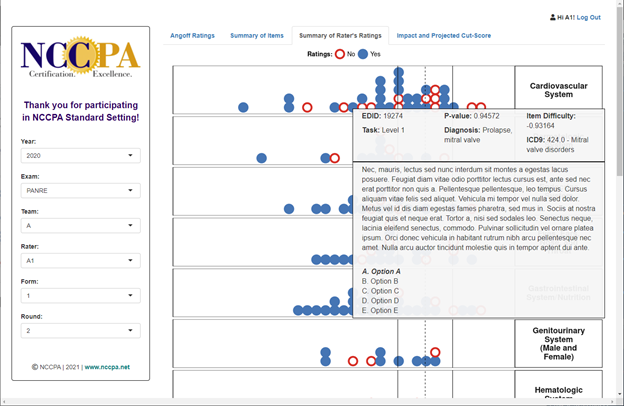 Hi A1! Log Out
NCCPA
Certification. Excellence.
Thank you for participating
in NCCPA Standard Setting!
Year:
2020
Exam:
PANRE
Team:
A
Rater:
A1
Form:
1
Round:
2
© NCCPA | 2021 | www.nccpa.net
Angoff Ratings
Summary of Items
Summary of Rater's Ratings
Impact and Projected Cut-Score
Ratings: No Yes
Cardiovascular
System
EDID: 19274
P-value: 0.94572
Item Difficulty:
-0.93164
Task: Level 1
Diagnosis: Prolapse,
mitral valve
ICD9: 424.0 - Mitral
valve disorders
Nec, mauris, lectus sed nunc interdum sit montes a egestas lacus
posuere. Feugiat diam vitae odio porttitor lectus cursus est, ante sed nec
erat porttitor non quis a. Pellentesque pellentesque, leo tempus. Cursus
aliquam vitae felis sed aliquet. Vehicula mi tempor vel nulla sed dolor.
Metus vel id dis diam egestas fames pharetra, sed mus in. Sociis at nostra
feugiat quis et neque erat. Tortor a, nisi sed sodales leo. Senectus neque,
lacinia eleifend senectus, commodo. Pulvinar sollicitudin vel ornare platea
ipsum. Orci donec vehicula in habitant rutrum nibh arcu pellentesque nec
amet. Nulla arcu auctor tincidunt molestie quis in tempor aptent dui ante.
A. Option A
B. Option B
C. Option C
D. Option D
E. Option E
Gastrointestinal
System/Nutrition
Genitourinary
System
(Male and
Female)
Hematologic
System